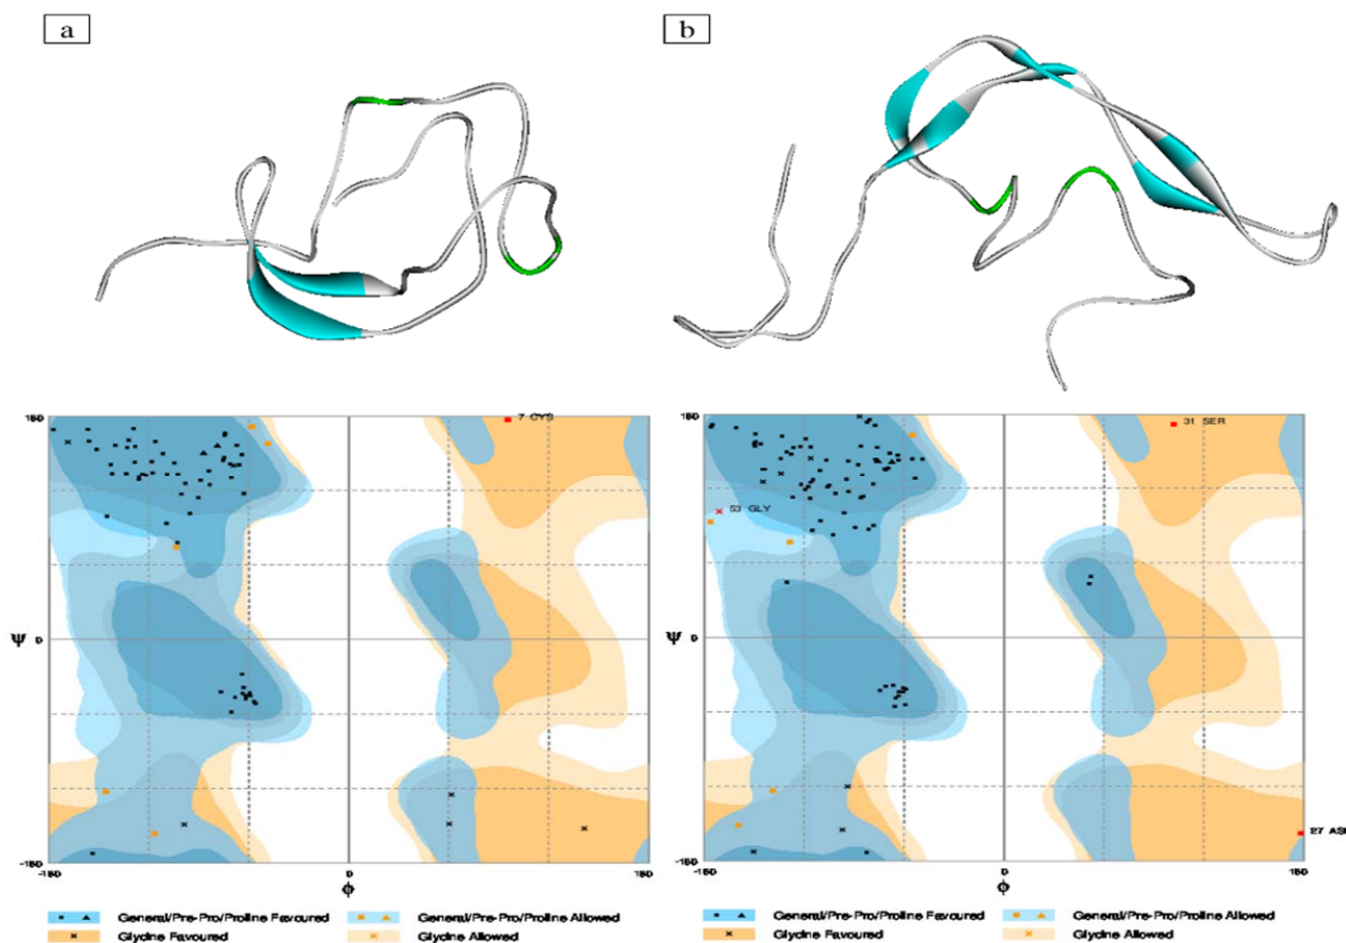 a
b
180
7 CYS
Ψ 0
-180
-180 0 180
ϕ
General/Pre-Pro/Proline Favoured
General/Pre-Pro/Proline Allowed
Glycine Favoured
Glycine Allowed
180
31 SER
53 GLY
Ψ 0
-180
27 AS
-180 0 180
ϕ
General/Pre-Pro/Proline Favoured
General/Pre-Pro/Proline Allowed
Glycine Favoured
Glycine Allowed